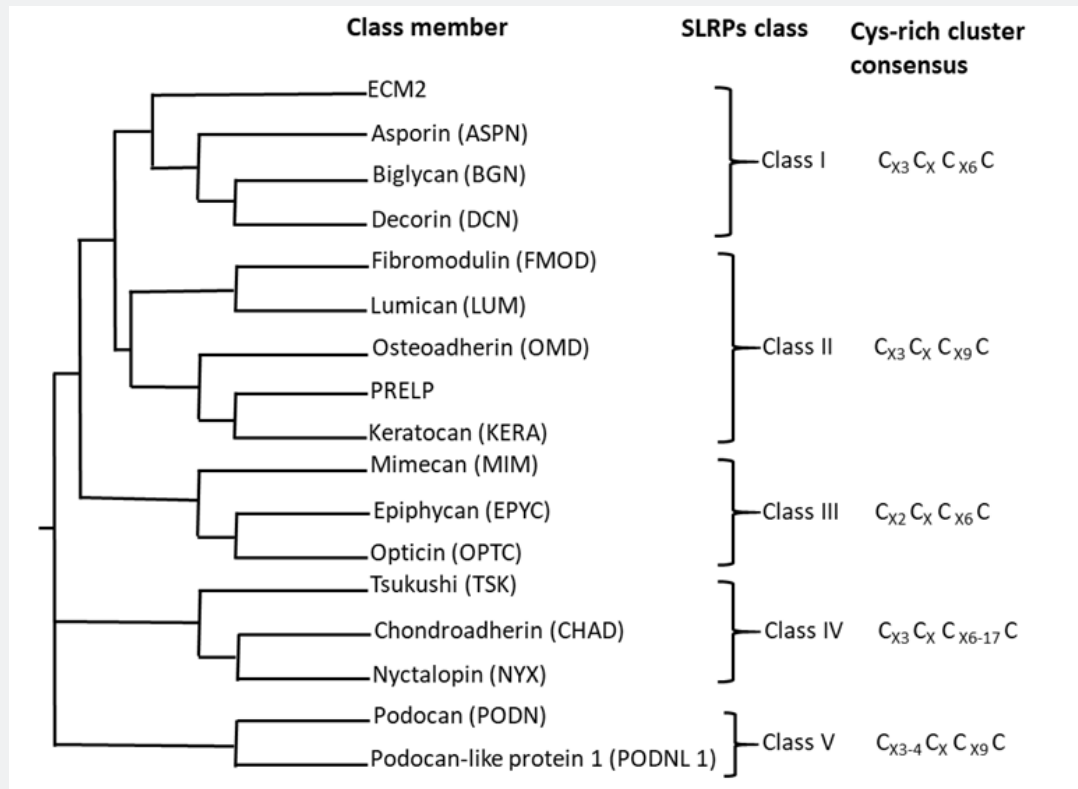 Class member SLRPs class Cys-rich cluster
consensus
ECM2
Asporin (ASPN)
Biglycan (BGN) Class I CX3 CX C X6 C
Decorin (DCN)
Fibromodulin (FMOD)
Lumican (LUM)
Osteoadherin (OMD) Class II CX3 CX C X9 C
PRELP
Keratocan (KERA)
Mimecan (MIM)
Epiphycan (EPYC) Class III CX2 CX C X6 C
Opticin (OPTC)
Tsukushi (TSK)
Chondroadherin (CHAD) Class IV CX3 CX C X6-17 C
Nyctalopin (NYX)
Podocan (PODN)
Class V CX3-4 CX C X9 C
Podocan-like protein 1 (PODNL 1)